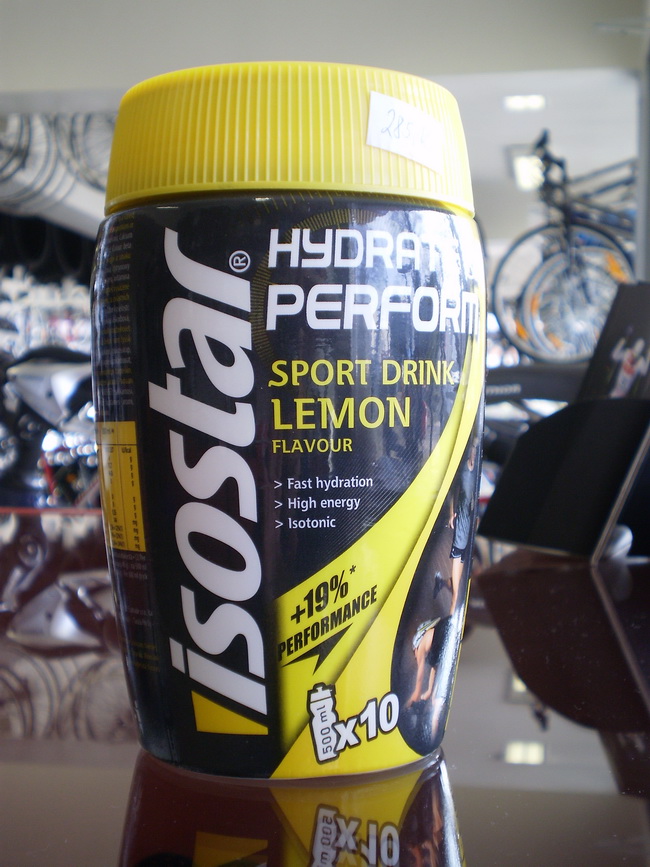 isostar®
HYDRAT
PERFORM
SPORT DRINK
LEMON
FLAVOUR
> Fast hydration
> High energy
> Isotonic
+19%*
PERFORMANCE
500 ml
x10